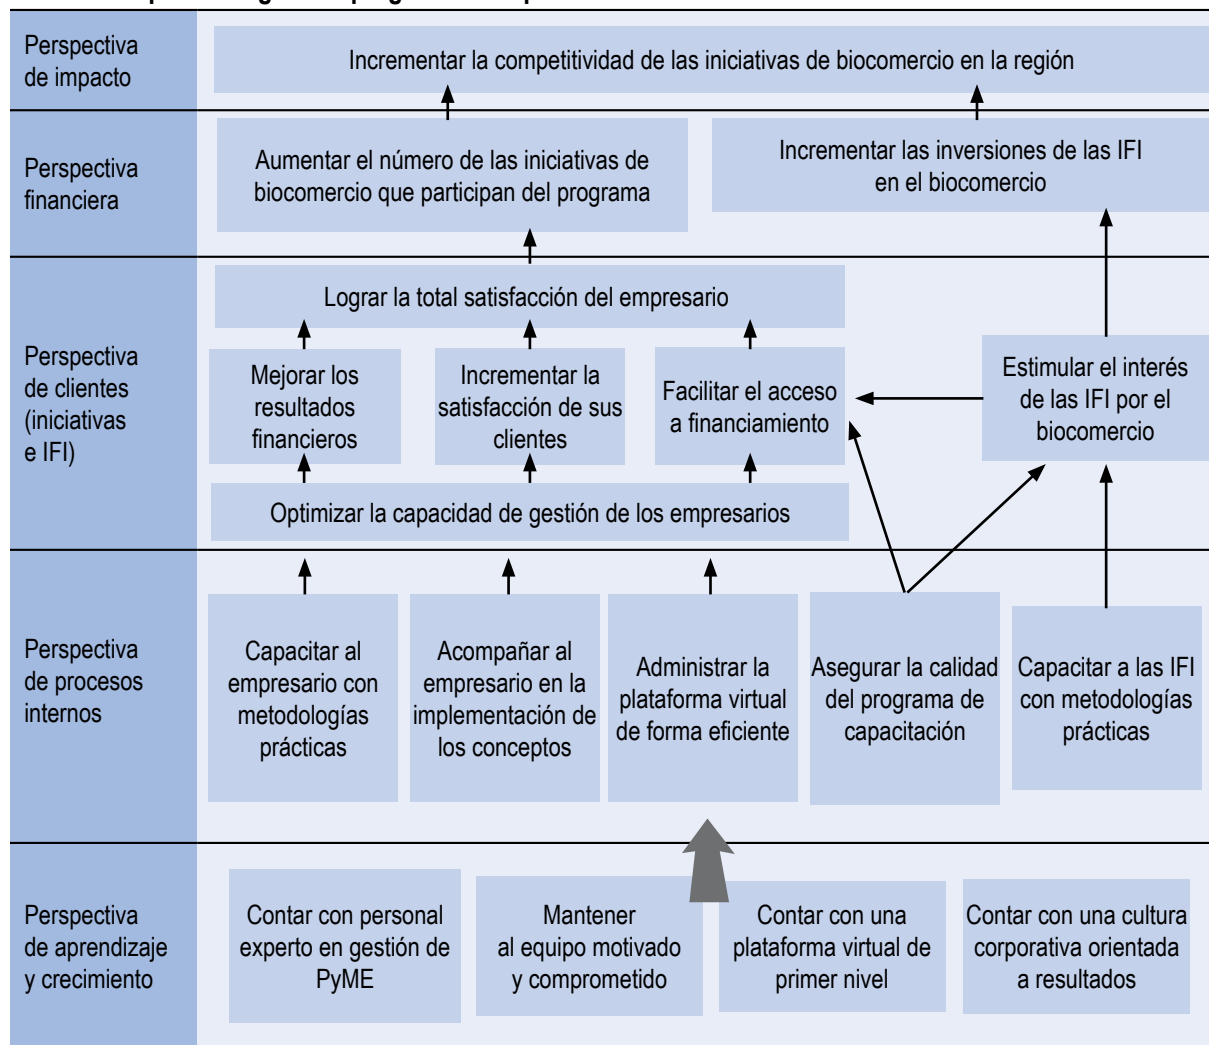 Perspectiva
de impacto
Incrementar la competitividad de las iniciativas de biocomercio en la región
Perspectiva
financiera
Aumentar el número de las iniciativas de
biocomercio que participan del programa
Incrementar las inversiones de las IFI
en el biocomercio
Perspectiva
de clientes
(iniciativas
e IFI)
Lograr la total satisfacción del empresario
Mejorar los
resultados
financieros
Incrementar la
satisfacción de sus
clientes
Facilitar el acceso
a financiamiento
Estimular el interés
de las IFI por el
biocomercio
Optimizar la capacidad de gestión de los empresarios
Perspectiva
de procesos
internos
Capacitar al
empresario con
metodologías
prácticas
Acompañar al
empresario en la
implementación de
los conceptos
Administrar la
plataforma virtual
de forma eficiente
Asegurar la calidad
del programa de
capacitación
Capacitar a las IFI
con metodologías
prácticas
Perspectiva
de aprendizaje
y crecimiento
Contar con personal
experto en gestión de
PyME
Mantener
al equipo motivado
y comprometido
Contar con una
plataforma virtual de
primer nivel
Contar con una cultura
corporativa orientada
a resultados